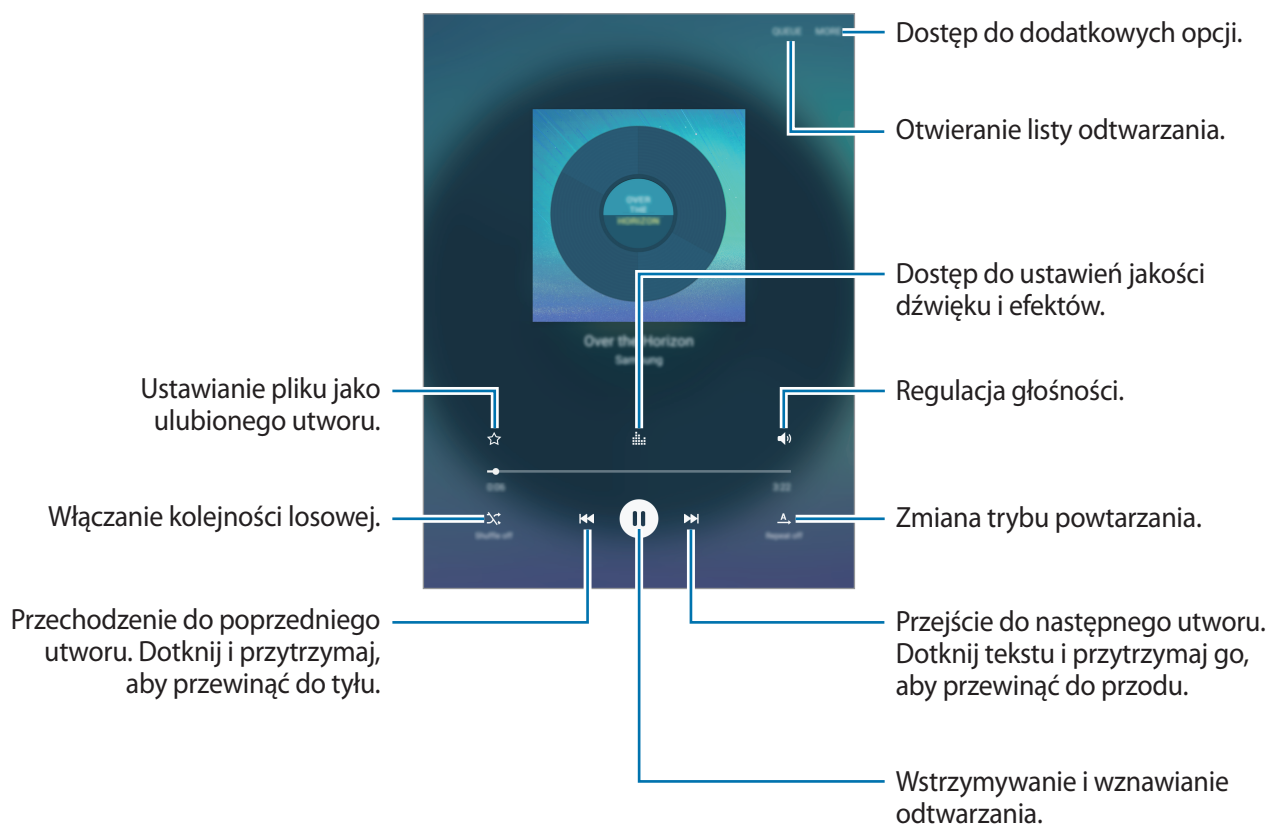 QUEUE MORE
Dostęp do dodatkowych opcji.
Otwieranie listy odtwarzania.
OVER
THE
HORIZON
Dostęp do ustawień jakości
dźwięku i efektów.
Over the Horizon
Samsung
Ustawianie pliku jako
ulubionego utworu.
Regulacja głośności.
0:06
3:22
Włączanie kolejności losowej.
A
Zmiana trybu powtarzania.
Shuffle off
Repeat off
Przechodzenie do poprzedniego
utworu. Dotknij i przytrzymaj,
aby przewinąć do tyłu.
Przejście do następnego utworu.
Dotknij tekstu i przytrzymaj go,
aby przewinąć do przodu.
Wstrzymywanie i wznawianie
odtwarzania.